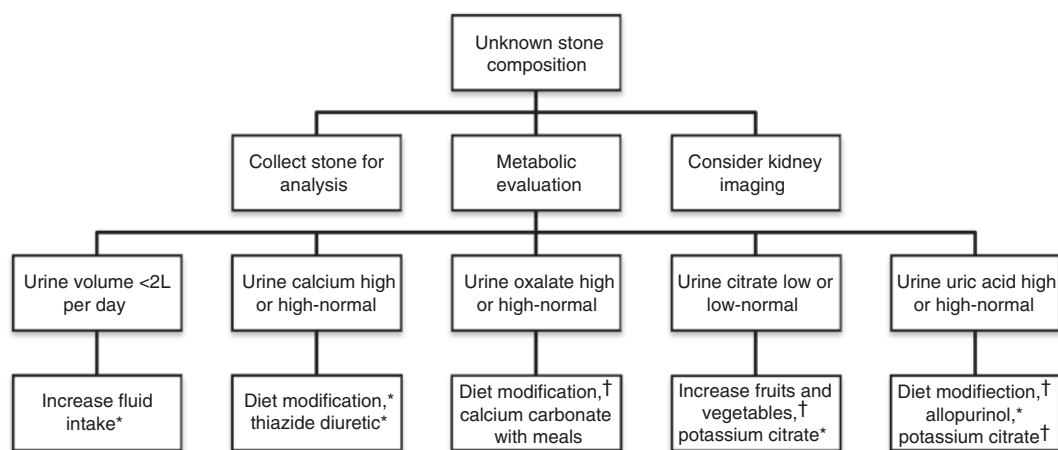 Unknown stone
composition
Collect stone for
analysis
Metabolic
evaluation
Consider kidney
imaging
Urine volume <2L
per day
Urine calcium high
or high-normal
Urine oxalate high
or high-normal
Urine citrate low or
low-normal
Urine uric acid high
or high-normal
Increase fluid
intake*
Diet modification,*
thiazide diuretic*
Diet modification,†
calcium carbonate
with meals
Increase fruits and
vegetables,†
potassium citrate*
Diet modifiection,†
allopurinol,*
potassium citrate†